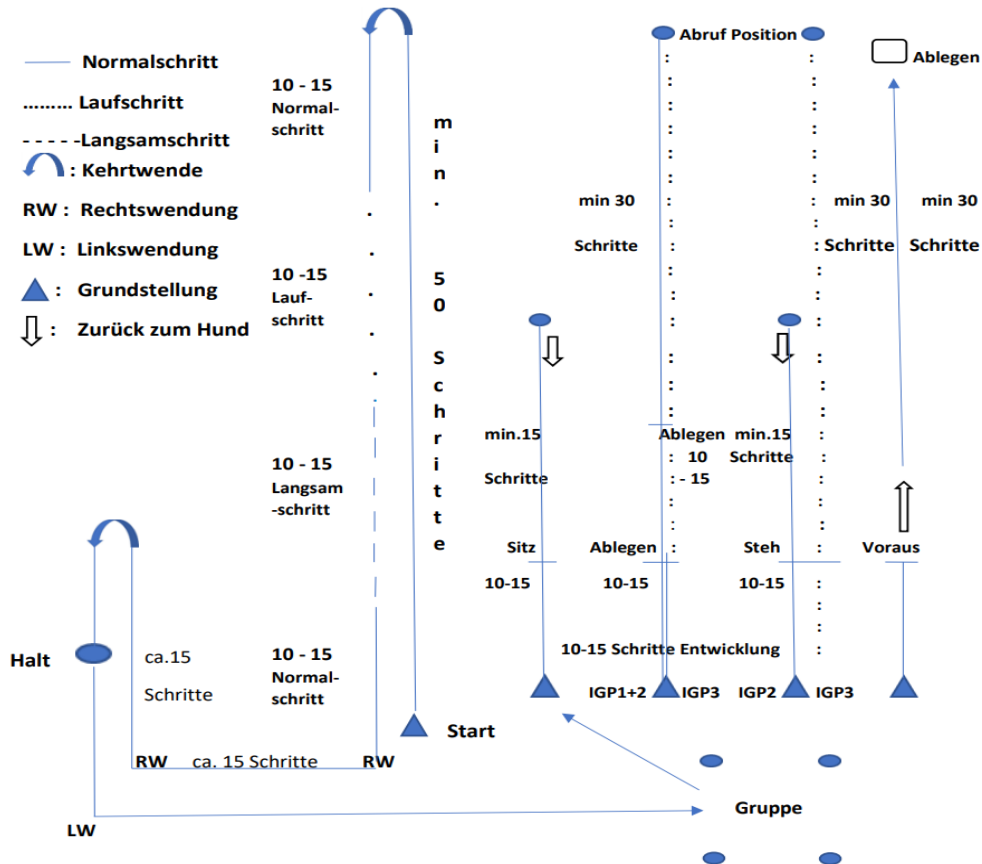 Normalschritt
......... Laufschritt
- - - - -Langsamschritt
: Kehrtwende
RW : Rechtswendung
LW : Linkswendung
: Grundstellung
: Zurück zum Hund
10 - 15
Normal-
schritt
10 -15
Lauf-
schritt
10 - 15
Langsam
-schritt
10 - 15
Normal-
schritt
min. 50 Schritte
Halt
ca.15
Schritte
RW ca. 15 Schritte RW
LW
Start
Abruf Position
Ablegen
min 30
Schritte
min 30
Schritte
min 30
Schritte
min.15
Schritte
Ablegen
10
- 15
min.15
Schritte
Sitz
Ablegen
Steh
Voraus
10-15
10-15
10-15
10-15 Schritte Entwicklung
IGP1+2
IGP3
IGP2
IGP3
Gruppe